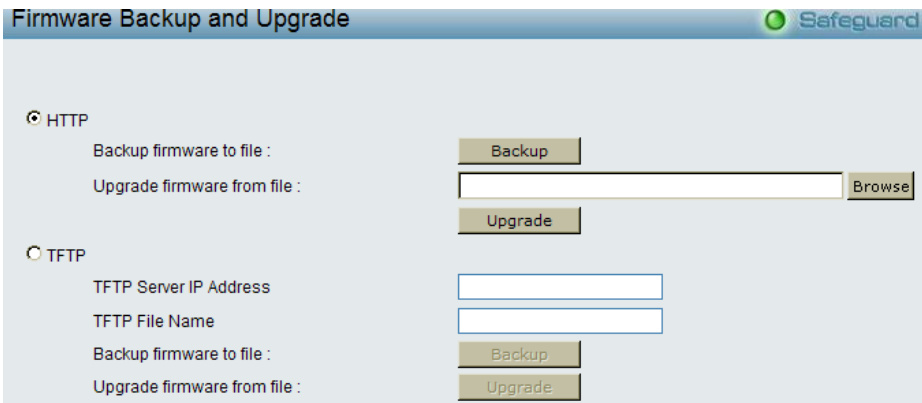 Firmware Backup and Upgrade Safeguard
HTTP
Backup firmware to file : Backup
Upgrade firmware from file : Browse
Upgrade
TFTP
TFTP Server IP Address
TFTP File Name
Backup firmware to file : Backup
Upgrade firmware from file : Upgrade